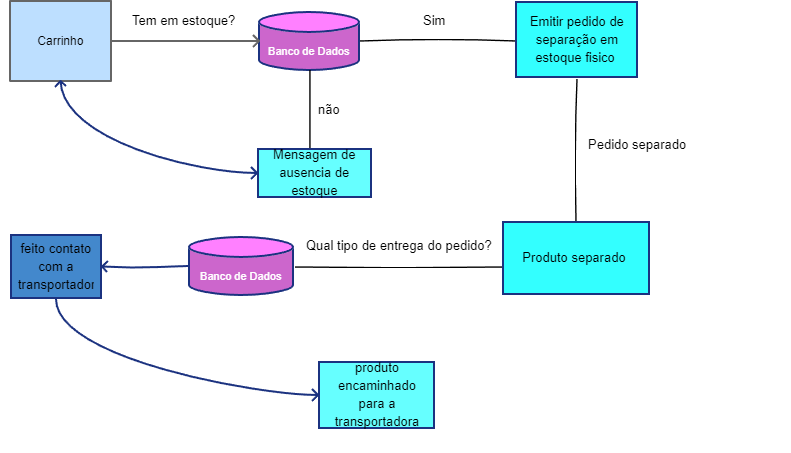 Carrinho
Tem em estoque?
Banco de Dados
Sim
Emitir pedido de
separação em
estoque fisico
não
Mensagem de
ausencia de
estoque
Pedido separado
Produto separado
Qual tipo de entrega do pedido?
Banco de Dados
feito contato
com a
transportador
produto
encaminhado
para a
transportadora